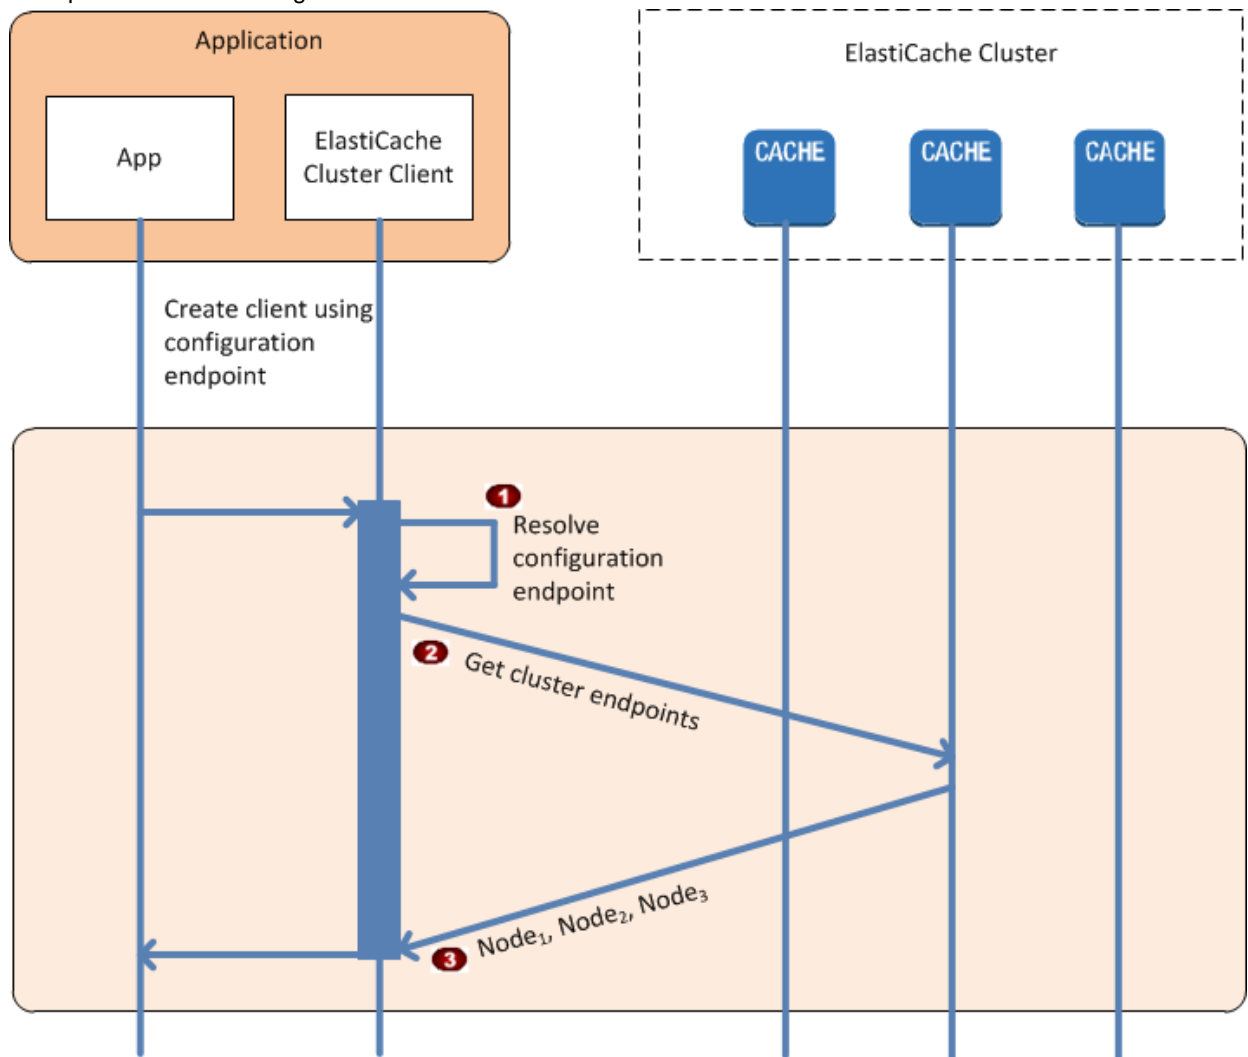 Application
ElastiCache Cluster
App
ElastiCache
Cluster Client
CACHE
CACHE
CACHE
Create client using
configuration
endpoint
1
Resolve
configuration
endpoint
2
Get cluster endpoints
Node₁, Node₂, Node₃
3